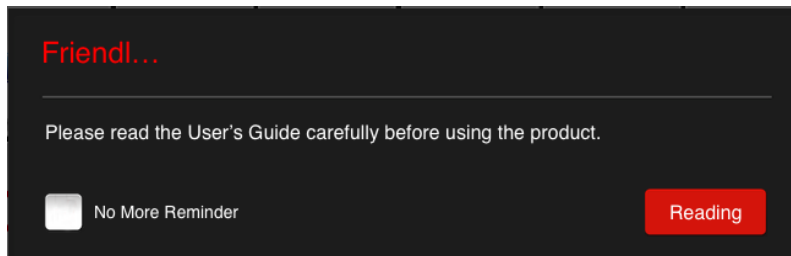 Friendl...
Please read the User's Guide carefully before using the product.
No More Reminder
Reading